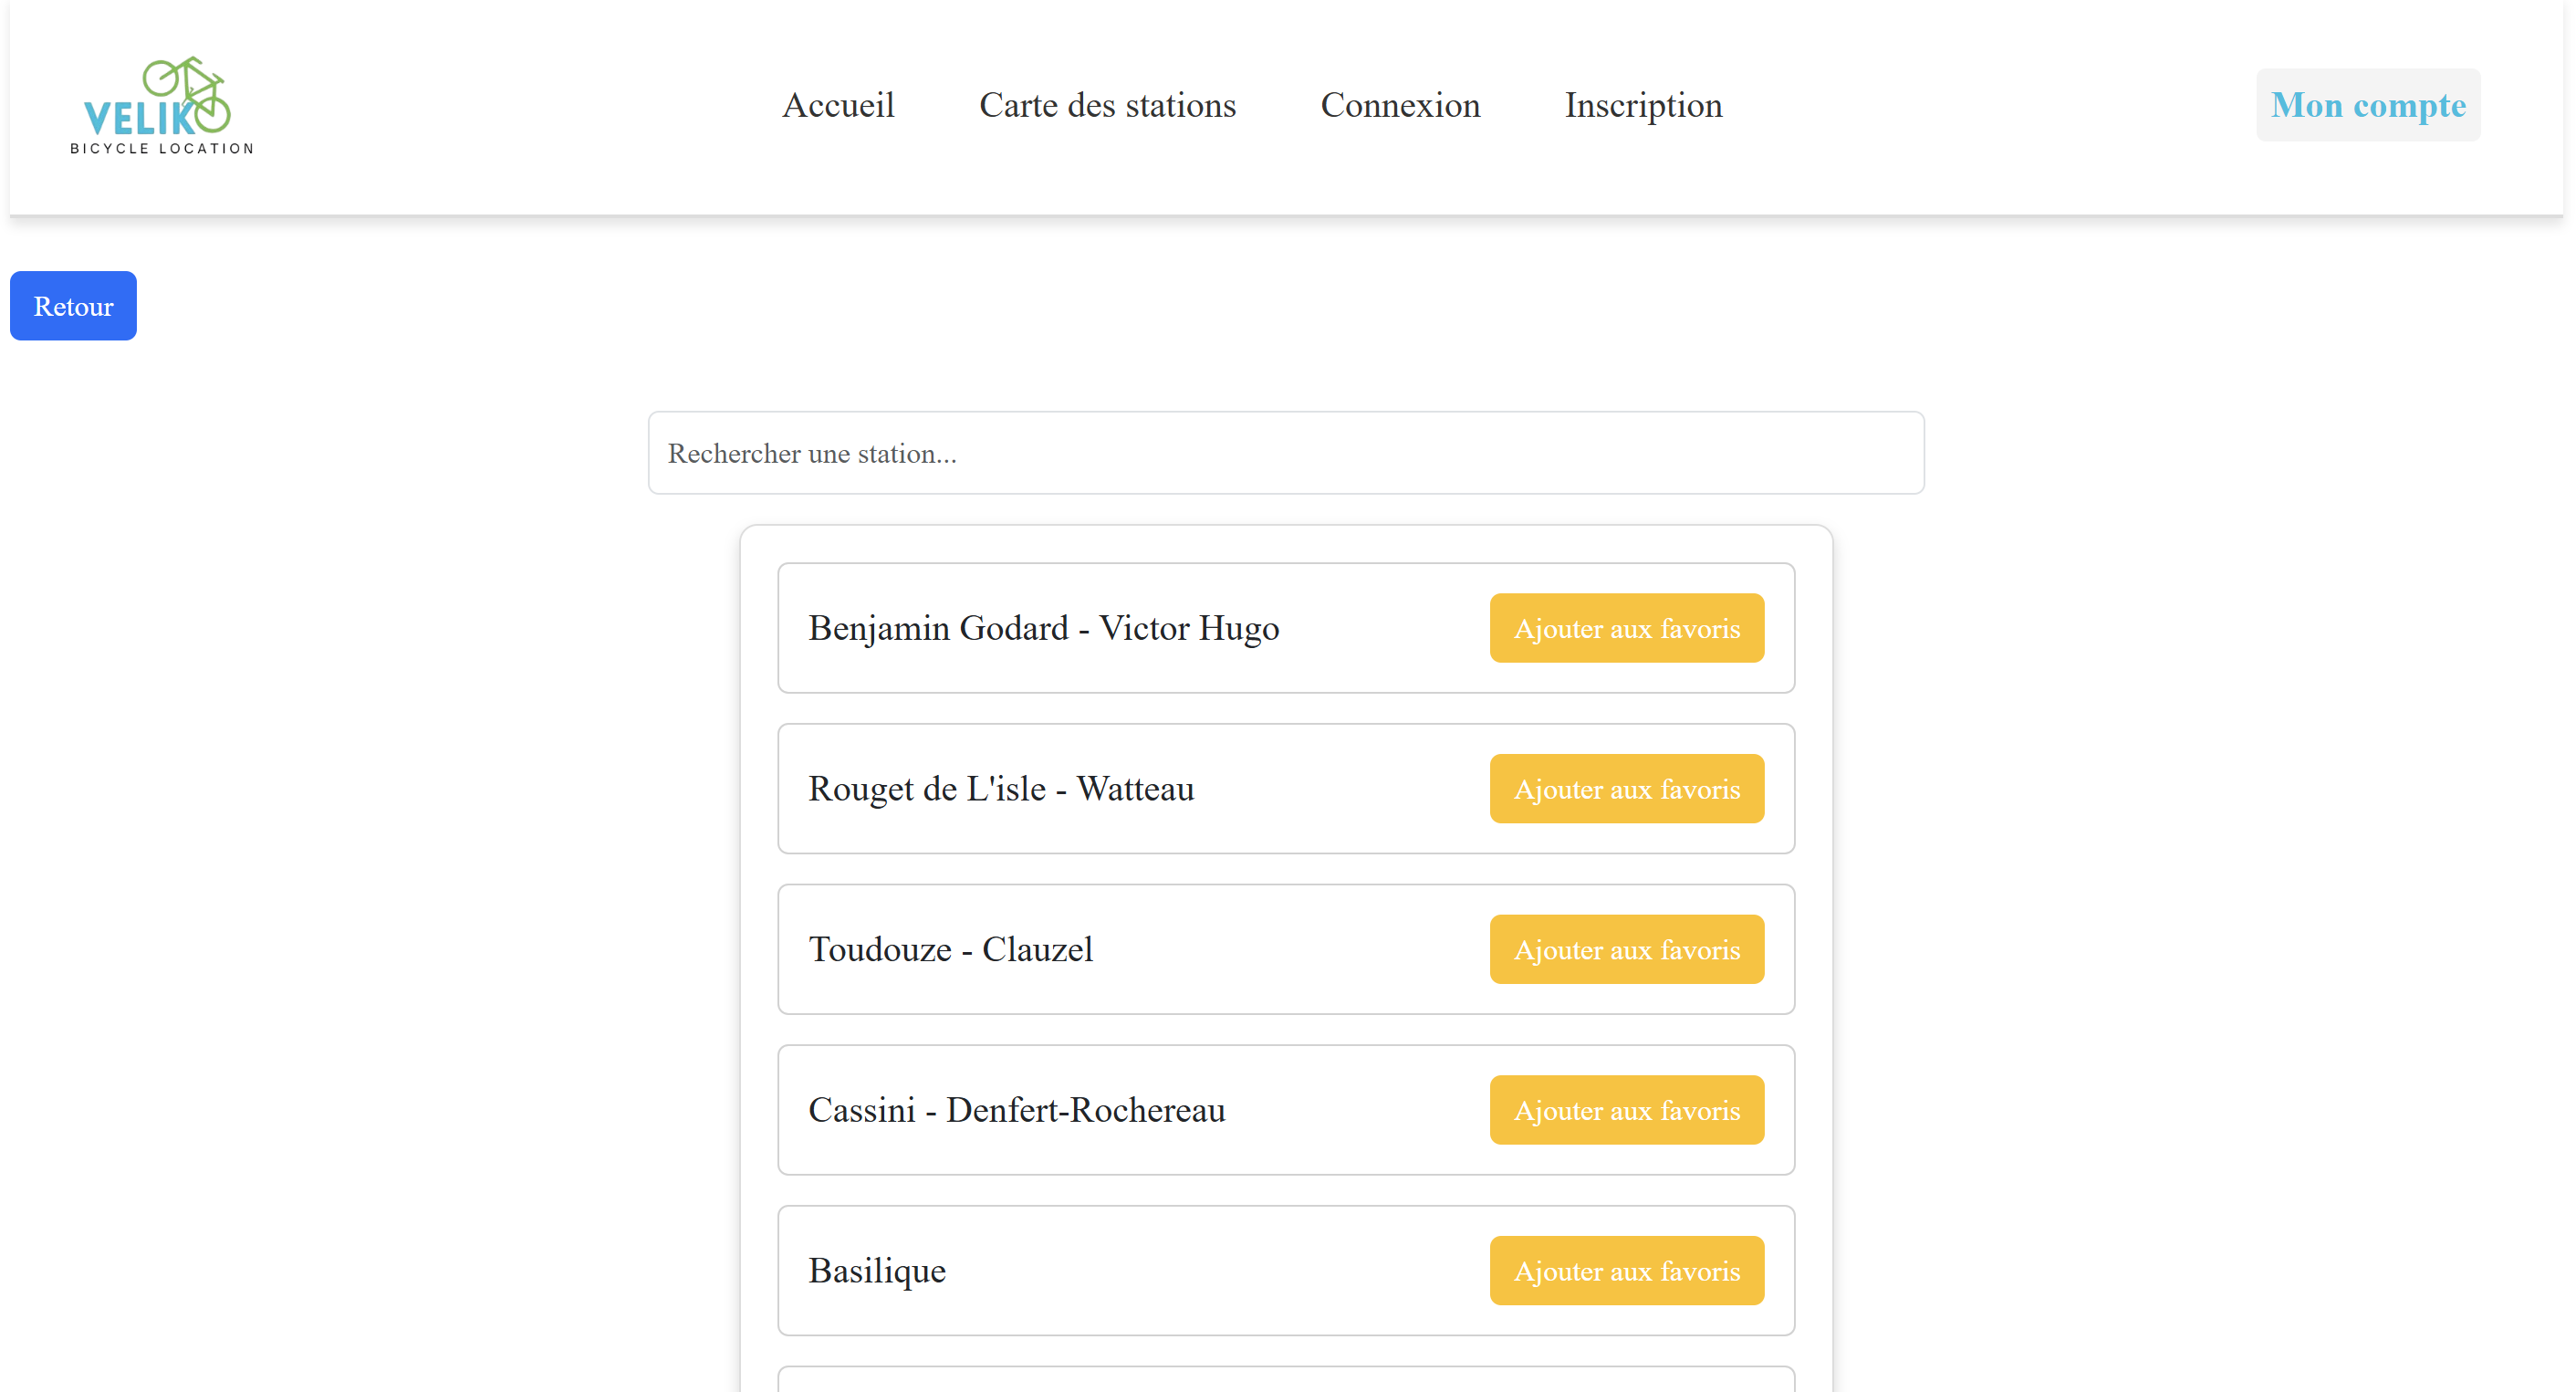 VELIK
BICYCLE LOCATION
Accueil
Carte des stations
Connexion
Inscription
Mon compte
Retour
Rechercher une station...
Benjamin Godard - Victor Hugo
Ajouter aux favoris
Rouget de L'isle - Watteau
Ajouter aux favoris
Toudouze - Clauzel
Ajouter aux favoris
Cassini - Denfert-Rochereau
Ajouter aux favoris
Basilique
Ajouter aux favoris